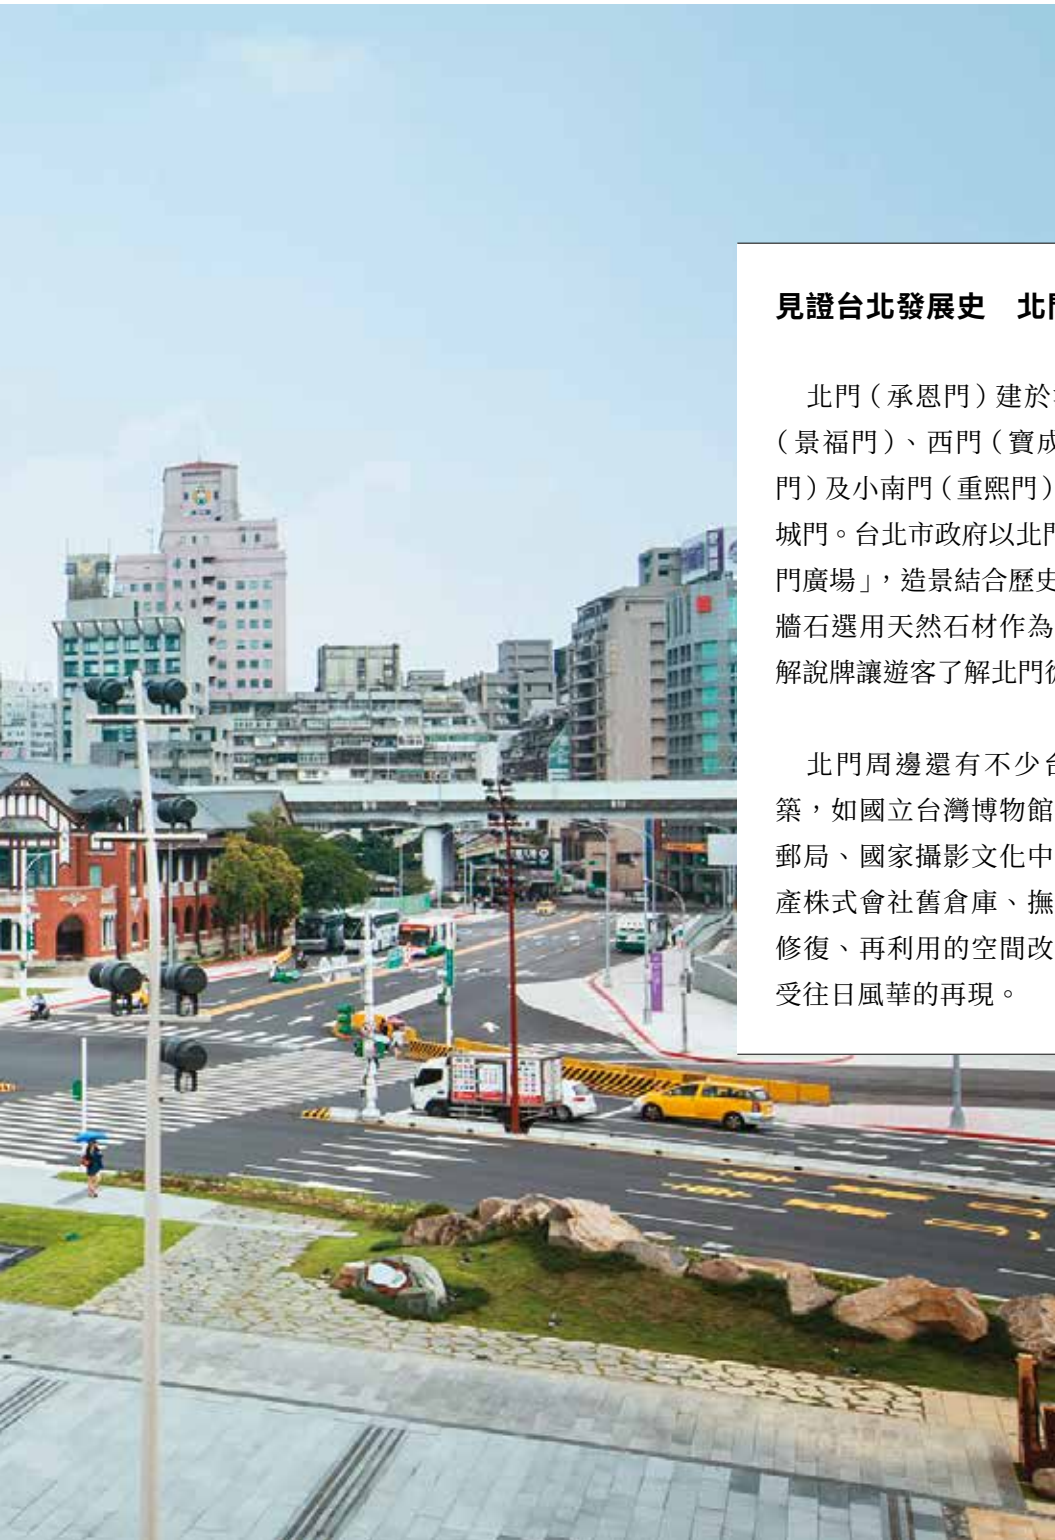 見證台北發展史　北
北門（承恩門）建於
（景福門）、西門（寶成
門）及小南門（重熙門）
城門。台北市政府以北門
門廣場」，造景結合歷史
牆石選用天然石材作為
解說牌讓遊客了解北門
北門周邊還有不少
築，如國立台灣博物館
郵局、國家攝影文化中
產株式會社舊倉庫、撫
修復、再利用的空間改
受往日風華的再現。